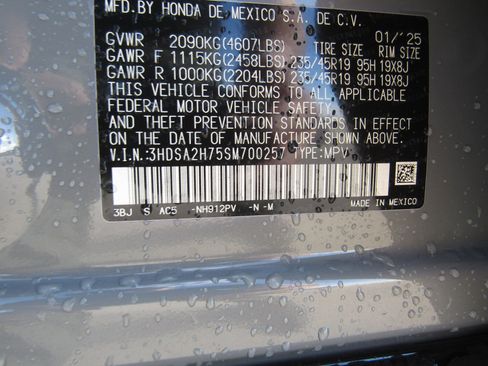 MFD.BY HONDA DE MEXICO S.A. DE C.V.
01/'25
GVWR 2090KG(4607LBS) TIRE SIZE RIM SIZE
GAWR F 1115KG(2458LBS) 235/45R19 95H 19X8J
GAWR R 1000KG(2204LBS) 235/45R19 95H 19X8J
THIS VEHICLE CONFORMS TO ALL APPLICABLE
FEDERAL MOTOR VEHICLE SAFETY,
AND THEFT PREVENTION STANDARDS IN EFFECT
ON THE DATE OF MANUFACTURE SHOWN ABOVE.
V.I.N:3HDSA2H75SM700257 TYPE:MPV
3BJ S AC5 -NH912PV -N-M MADE IN MEXICO